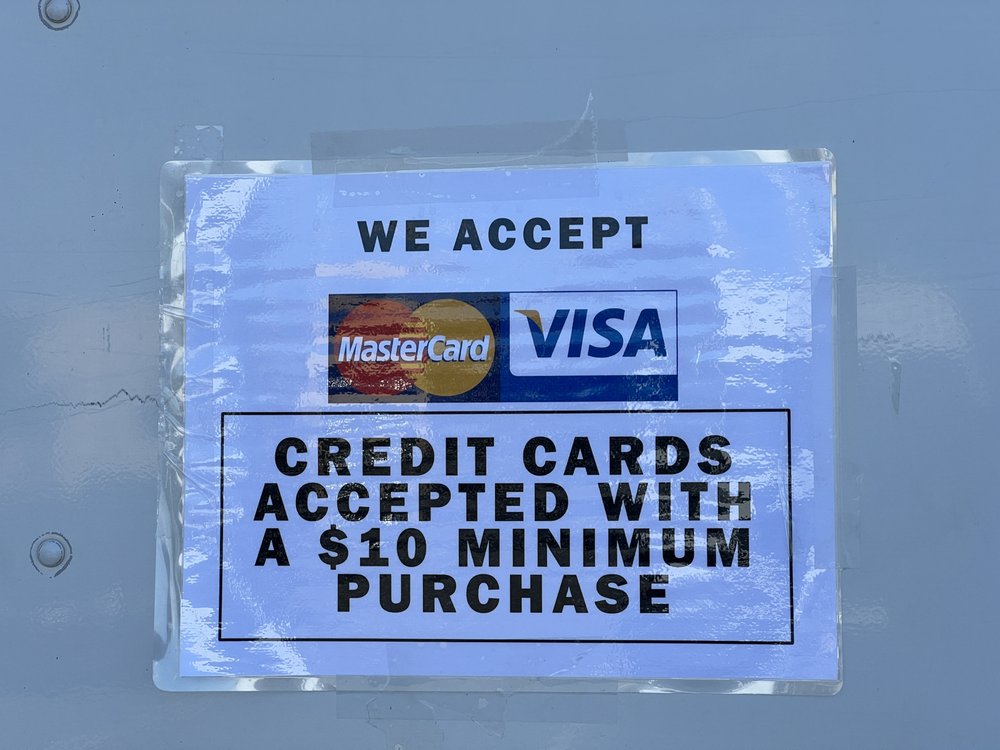 WE ACCEPT
MasterCard VISA
CREDIT CARDS
ACCEPTED WITH
A $10 MINIMUM
PURCHASE